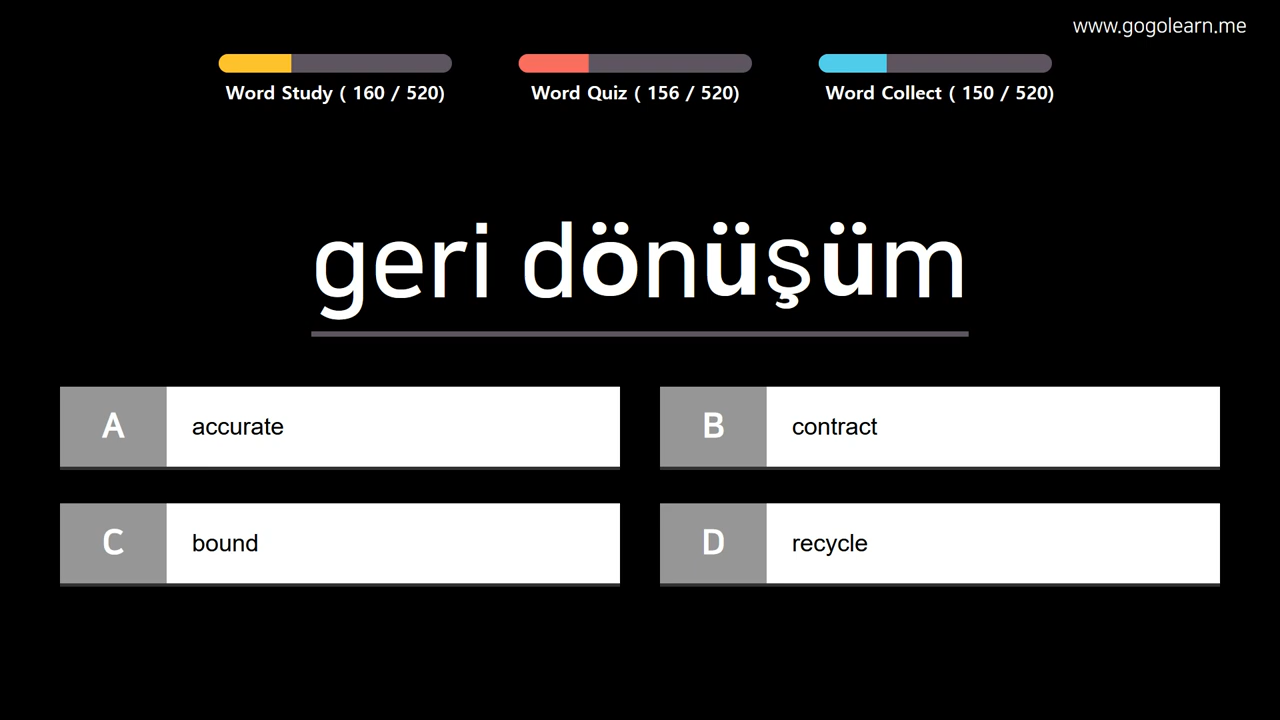 www.gogolearn.me
Word Study ( 160 / 520)
Word Quiz ( 156 / 520)
Word Collect ( 150 / 520)
geri dönüşüm
A accurate
B contract
C bound
D recycle